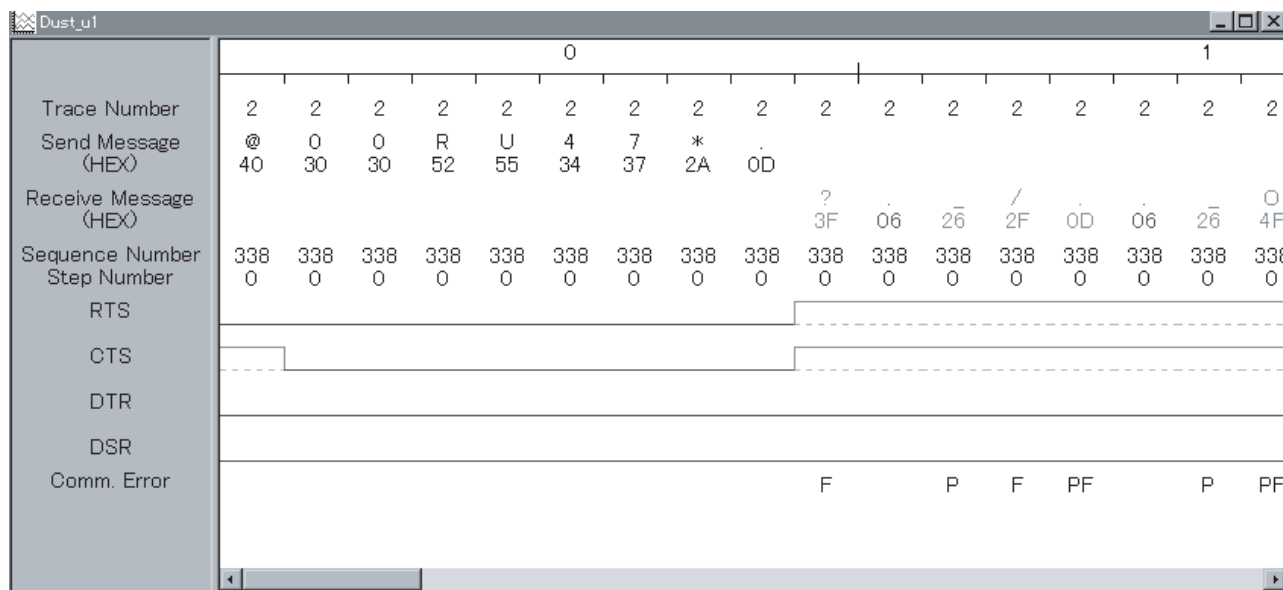 Dust_u1
0 1
Trace Number 2 2 2 2 2 2 2 2 2 2 2 2 2 2 2 2 2
Send Message @ 0 0 R U 4 7 * .
(HEX) 40 30 30 52 55 34 37 2A 0D
Receive Message ? . _ / . . _ O
(HEX) 3F 06 26 2F 0D 06 26 4F
Sequence Number 338 338 338 338 338 338 338 338 338 338 338 338 338 338 338 338 338
Step Number 0 0 0 0 0 0 0 0 0 0 0 0 0 0 0 0 0
RTS
CTS
DTR
DSR
Comm. Error F P F PF P PF